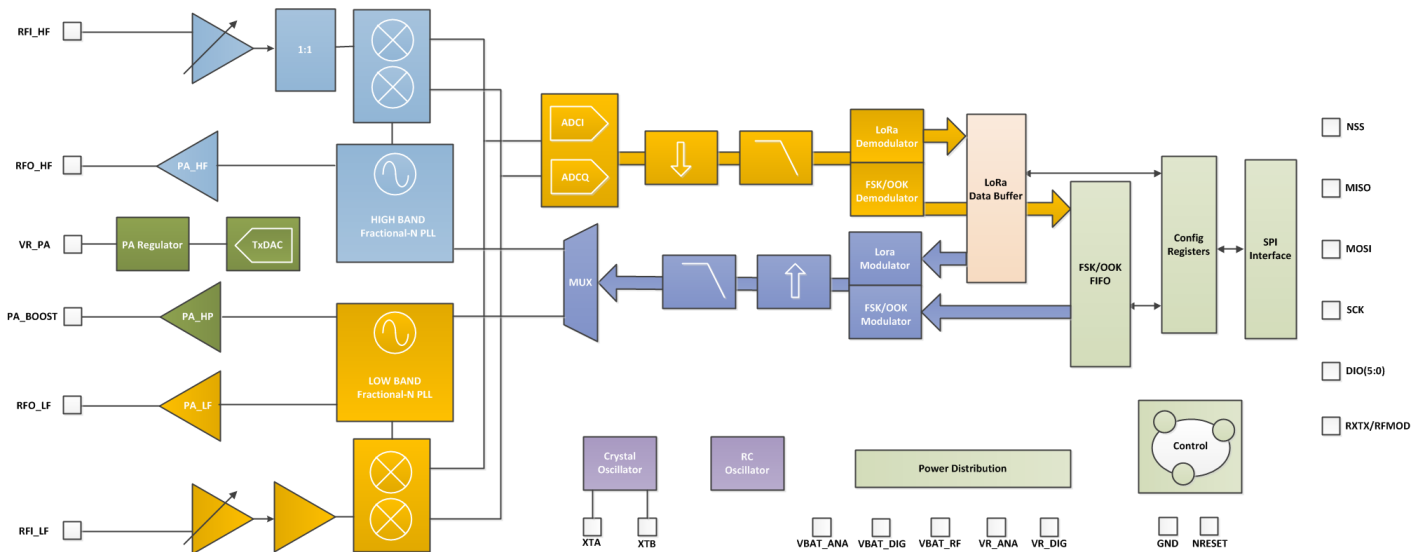 RFI_HF
1:1
RFO_HF
PA_HF
HIGH BAND
Fractional-N PLL
VR_PA
PA Regulator
TxDAC
PA_BOOST
PA_HP
LOW BAND
Fractional-N PLL
RFO_LF
PA_LF
RFI_LF
ADCI
ADCQ
MUX
LoRa
Demodulator
FSK/OOK
Demodulator
Lora
Modulator
FSK/OOK
Modulator
LoRa
Data Buffer
FSK/OOK
FIFO
Config
Registers
SPI
Interface
NSS
MISO
MOSI
SCK
DIO(5:0)
RXTX/RFMOD
Crystal
Oscillator
XTA
XTB
RC
Oscillator
Power Distribution
VBAT_ANA
VBAT_DIG
VBAT_RF
VR_ANA
VR_DIG
Control
GND
NRESET